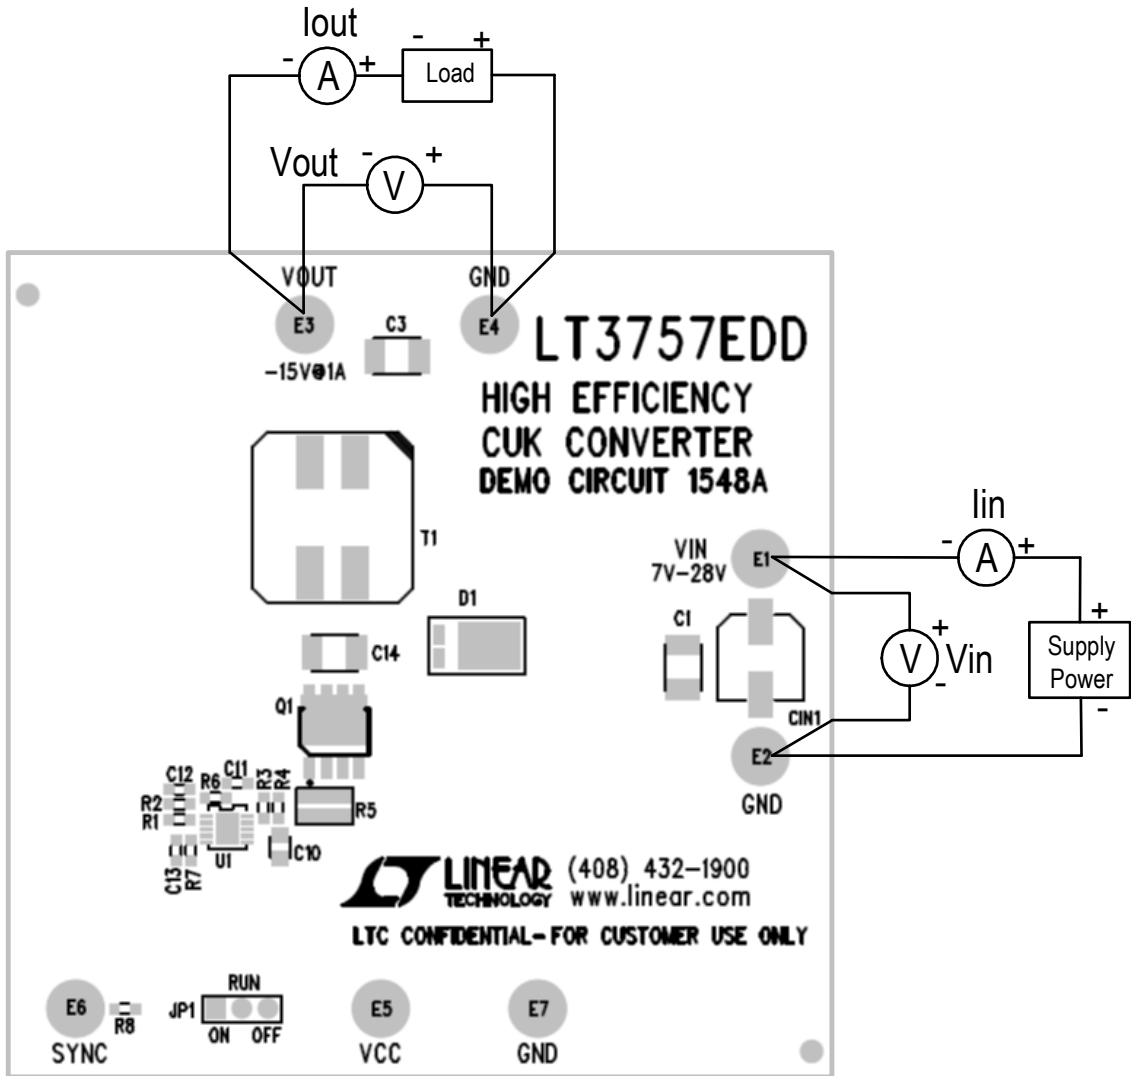 Iout
- A + - Load +
Vout - V +
VOUT GND
E3 C3 E4 LT3757EDD
-15V@1A
HIGH EFFICIENCY
CUK CONVERTER
DEMO CIRCUIT 1548A
Iin
T1 VIN E1 - A +
7V-28V
D1 C1 +
C14 V Vin Supply
Power
-
-
Q1 CIN1
E2
GND
C12 R6 C11 R3 R4
R2 R5
R1
U1 C10
C13 R7
LINEAR (408) 432-1900
TECHNOLOGY www.linear.com
LTC CONFIDENTIAL-FOR CUSTOMER USE ONLY
RUN
E6 R8 JP1 E5 E7
ON OFF
SYNC VCC GND